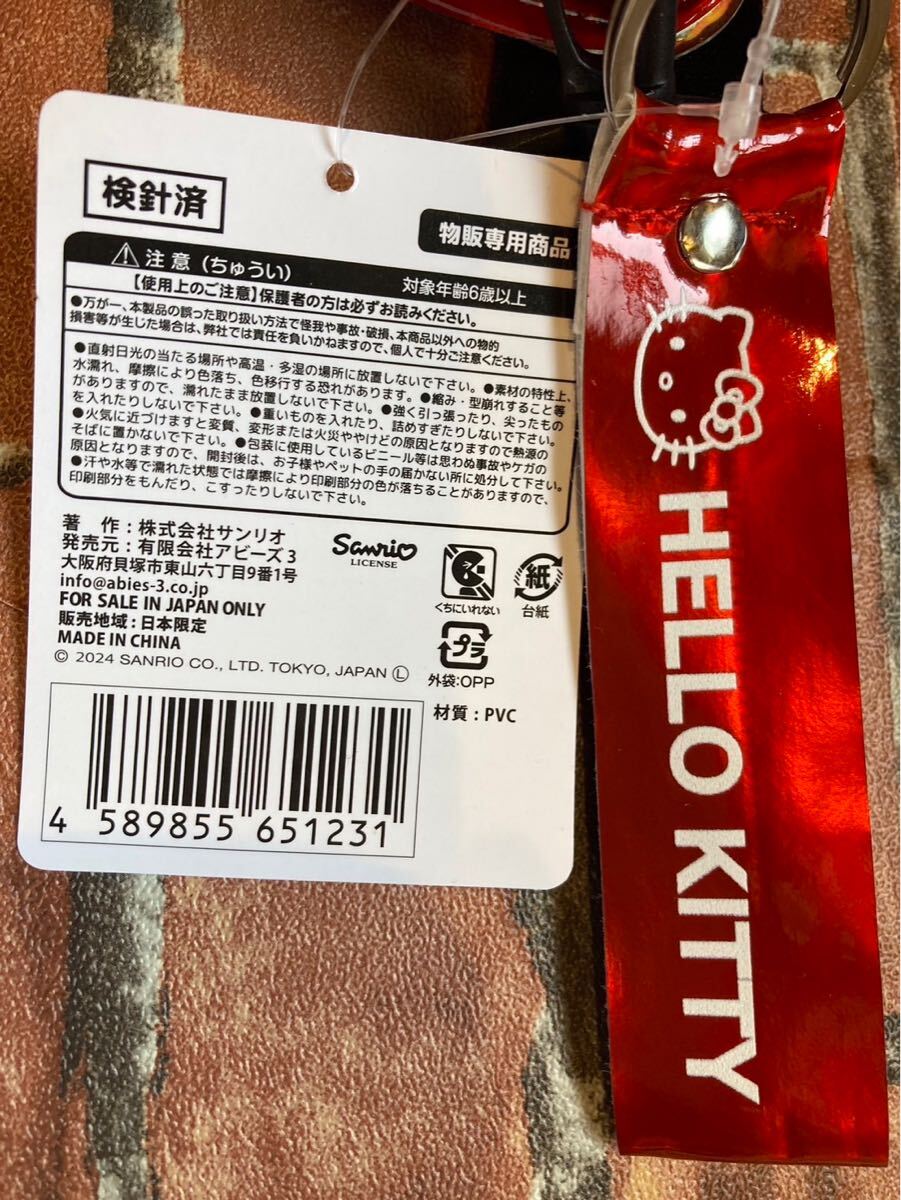 検針済
物販専用商品
注意(ちゅうい) 対象年齢6歳以上
【使用上のご注意】保護者の方は必ずお読みください。
●万が一、本製品の誤った取り扱い方法で怪我や事故・破損、本商品以外への物的
損害等が生じた場合は、弊社では責任を負いかねますので、個人で十分ご注意ください。
●直射日光の当たる場所や高温・多湿の場所に放置しないで下さい。●素材の特性上、
水濡れ、摩擦により色落ち、色移行する恐れがあります。●縮み・型崩れすること等
がありますので、濡れたまま放置しないで下さい。●強く引っ張ったり、尖ったもの
を入れたりしないで下さい。●重いものを入れたり、詰めすぎたりしないで下さい。
●火気に近づけますと変質、変形または火災ややけどの原因となりますので熱源の
そばに置かないで下さい。●包装に使用しているビニール等は思わぬ事故やケガの
原因となりますので、開封後は、お子様やペットの手の届かない所に処分して下さい。
●汗や水等で濡れた状態では摩擦により印刷部分の色が落ちることがありますので、
印刷部分をもんだり、こすったりしないで下さい。
著 作:株式会社サンリオ
発売元:有限会社アビーズ3
大阪府貝塚市東山六丁目9番1号
info@abies-3.co.jp
FOR SALE IN JAPAN ONLY
販売地域:日本限定
MADE IN CHINA
© 2024 SANRIO CO., LTD. TOKYO, JAPAN Ⓛ
Sanrio
LICENSE
くちにいれない
紙
台紙
プラ
外袋:OPP
材質:PVC
4 589855 651231
HELLO KITTY